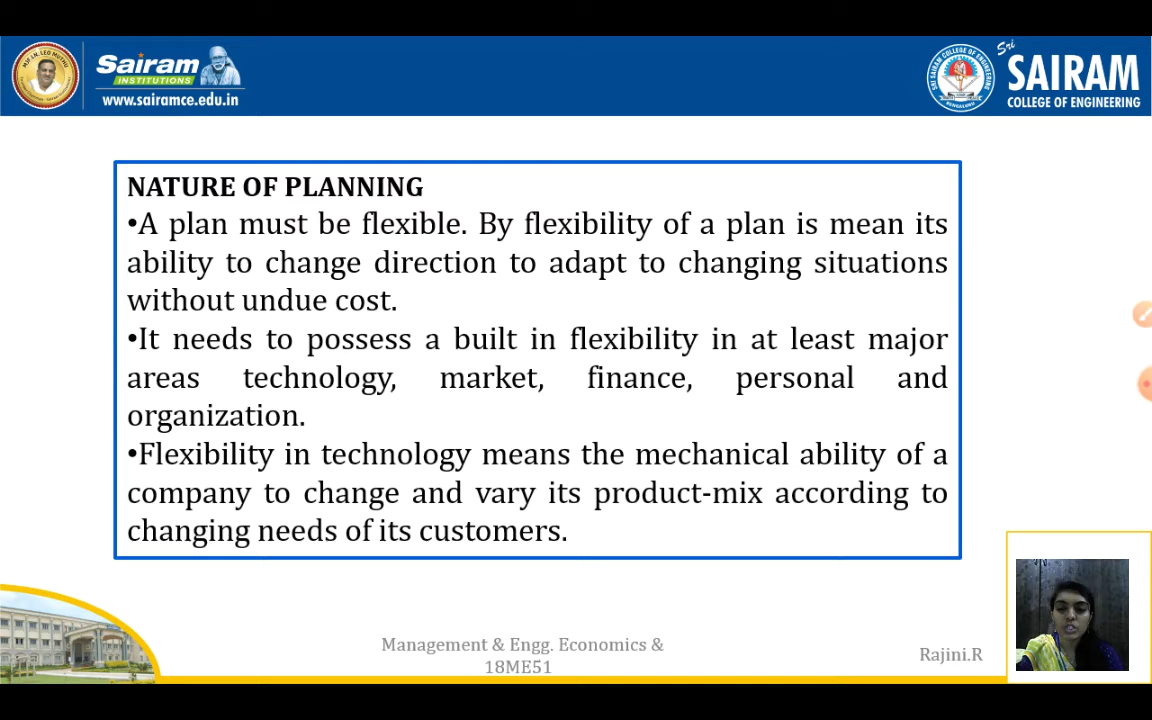 Sairam
INSTITUTIONS
www.sairamce.edu.in
Sri
SAIRAM
COLLEGE OF ENGINEERING
NATURE OF PLANNING
•A plan must be flexible. By flexibility of a plan is mean its
ability to change direction to adapt to changing situations
without undue cost.
•It needs to possess a built in flexibility in at least major
areas technology, market, finance, personal and
organization.
•Flexibility in technology means the mechanical ability of a
company to change and vary its product-mix according to
changing needs of its customers.
Management & Engg. Economics &
18ME51
Rajini.R